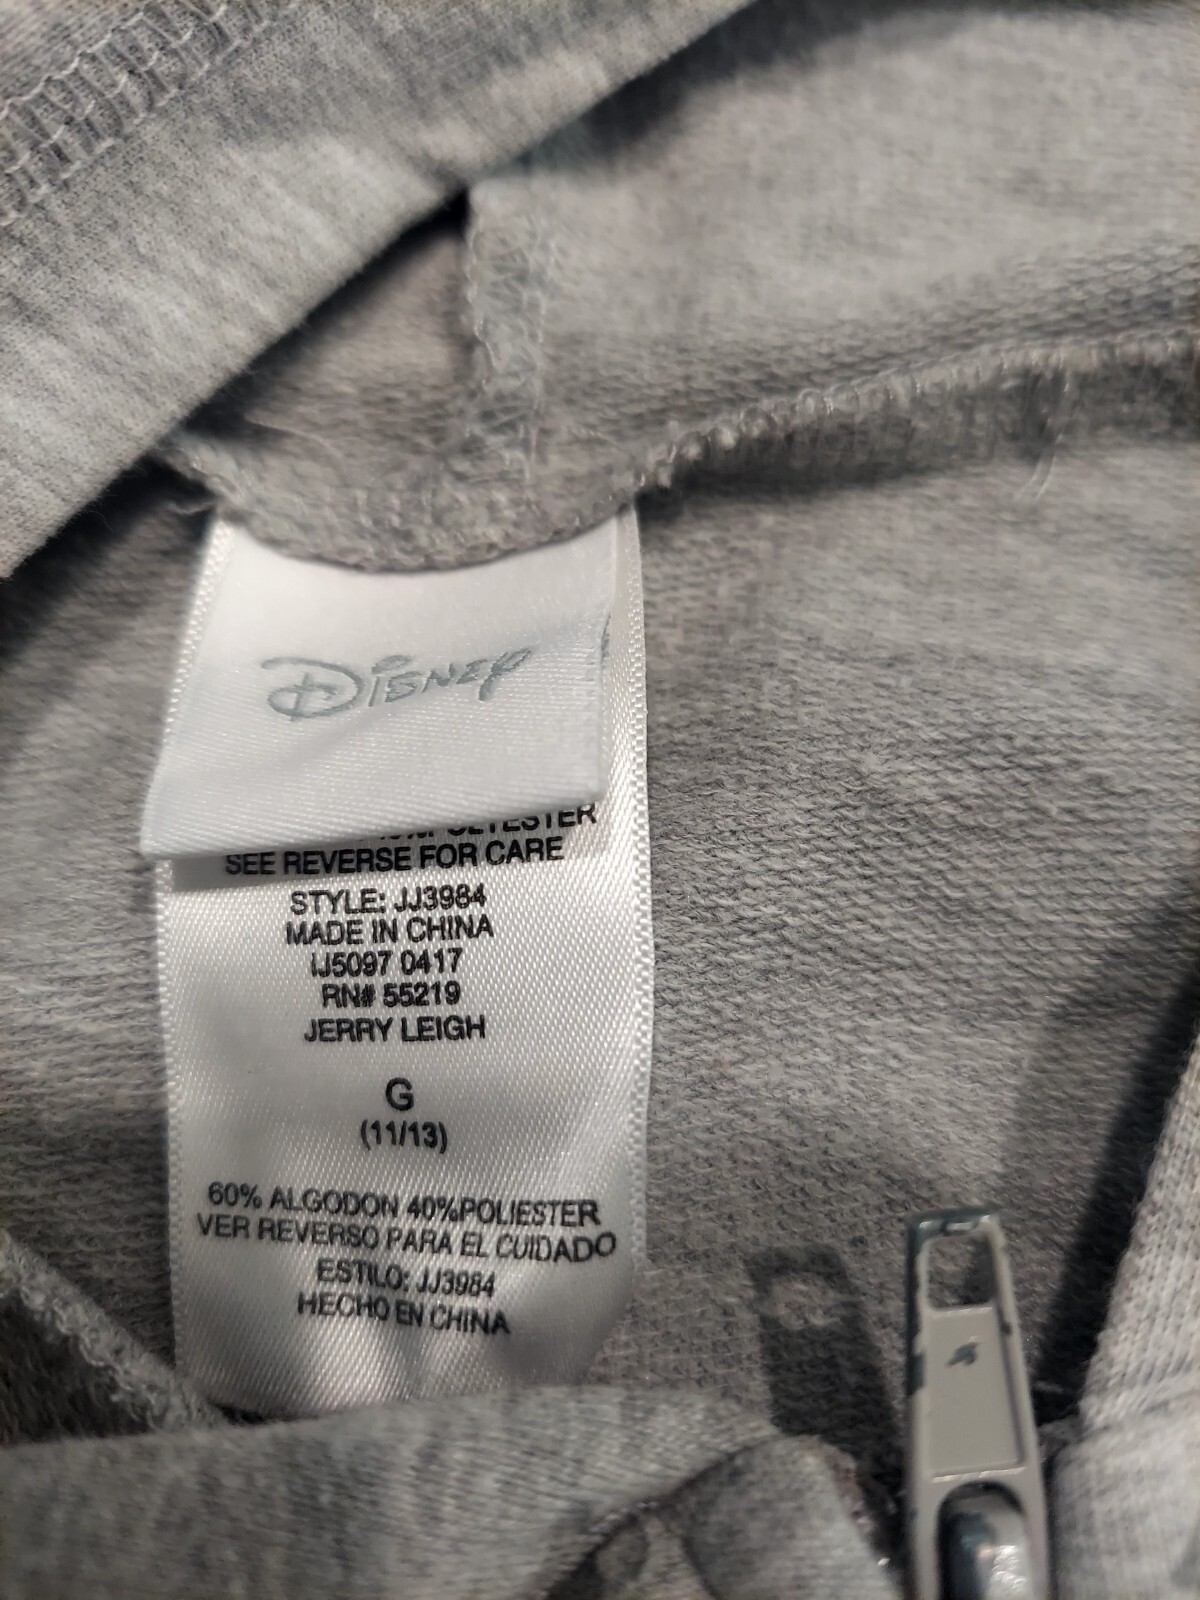 Disney
POLYESTER
SEE REVERSE FOR CARE
STYLE: JJ3984
MADE IN CHINA
IJ5097 0417
RN# 55219
JERRY LEIGH
G
(11/13)
60% ALGODON 40%POLIESTER
VER REVERSO PARA EL CUIDADO
ESTILO: JJ3984
HECHO EN CHINA